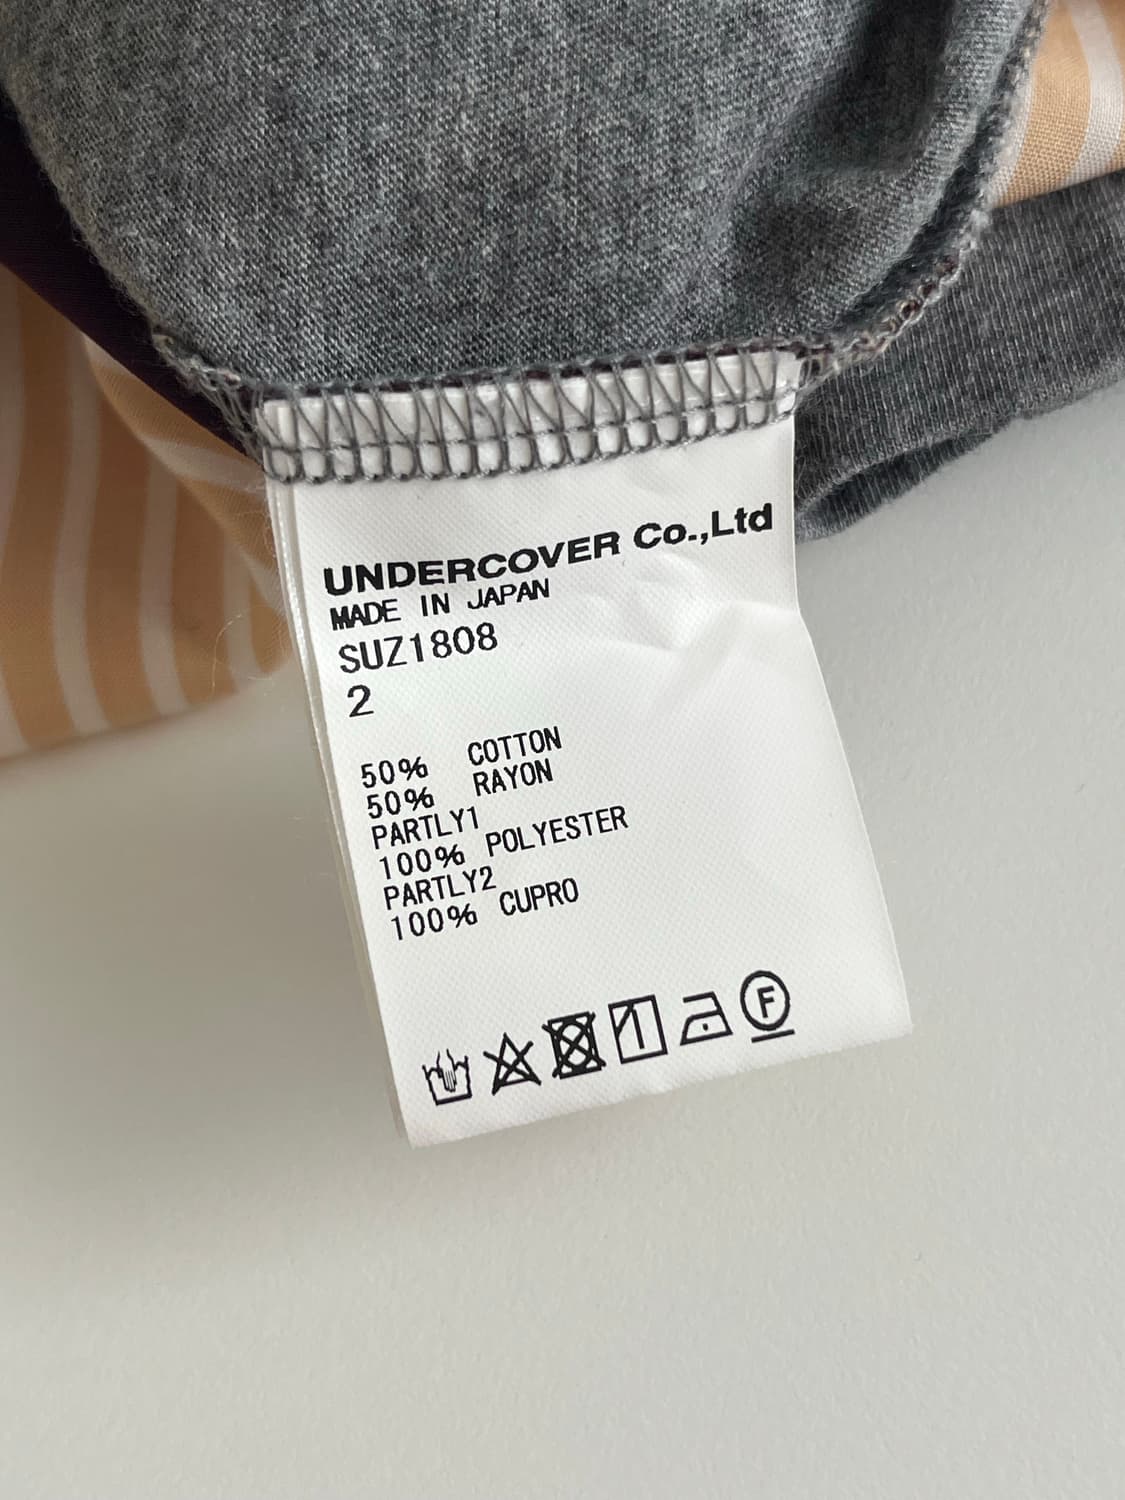 UNDERCOVER Co.,Ltd
MADE IN JAPAN
SUZ1808
2
50% COTTON
50% RAYON
PARTLY1
100% POLYESTER
PARTLY2
100% CUPRO
F